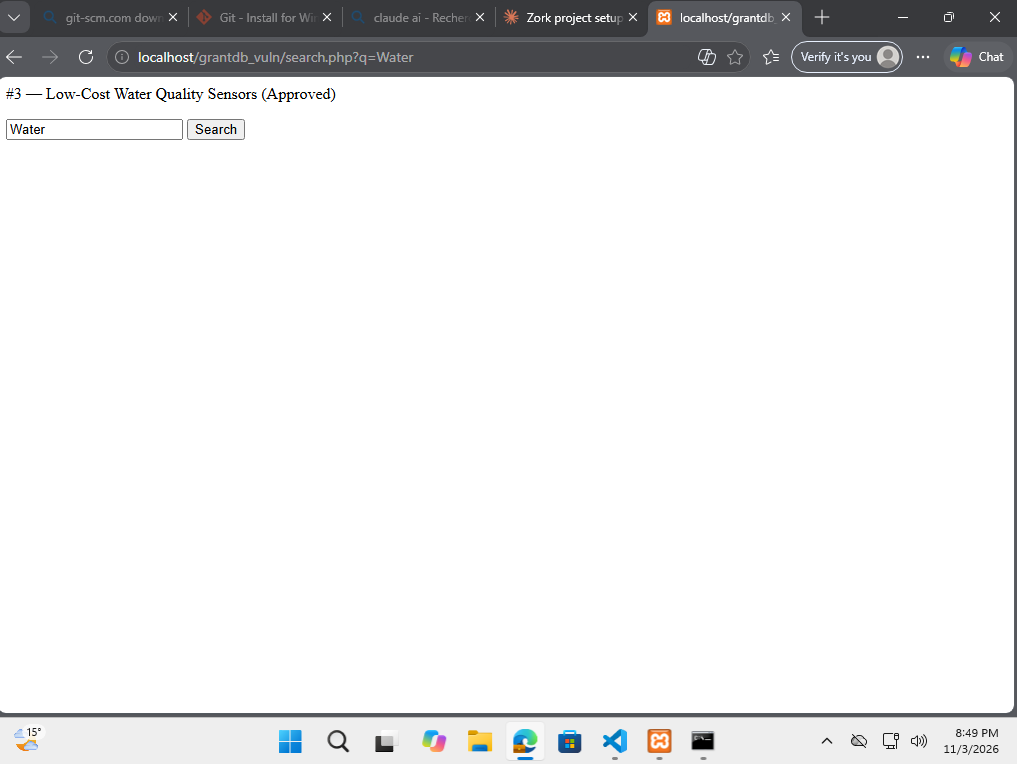 git-scm.com down
Git - Install for Win
claude ai - Recher
Zork project setup
localhost/grantdb
localhost/grantdb_vuln/search.php?q=Water
Verify it's you
Chat
#3 — Low-Cost Water Quality Sensors (Approved)
Water
Search
15°
8:49 PM
11/3/2026